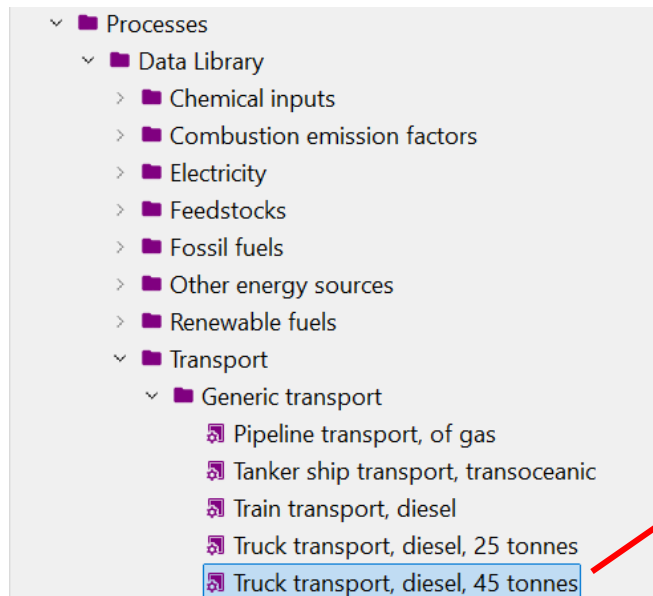 Processes
Data Library
Chemical inputs
Combustion emission factors
Electricity
Feedstocks
Fossil fuels
Other energy sources
Renewable fuels
Transport
Generic transport
Pipeline transport, of gas
Tanker ship transport, transoceanic
Train transport, diesel
Truck transport, diesel, 25 tonnes
Truck transport, diesel, 45 tonnes